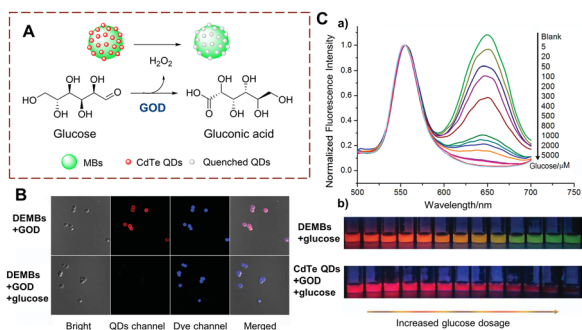 A
H₂O₂
HO
OH
OH
OH
OH
O
GOD
O
HO
OH
OH
OH
OH
OH
Glucose
Gluconic acid
MBs
CdTe QDs
Quenched QDs
B
DEMBs
+GOD
DEMBs
+GOD
+glucose
Bright
QDs channel
Dye channel
Merged
C
a)
Normalized Fluorescence Intensity
1.0
0.8
0.6
0.4
0.2
0.0
500
550
600
650
700
750
Wavelength/nm
Blank
5
20
50
100
200
300
400
500
800
1000
2000
5000
Glucose/μM
b)
DEMBs
+glucose
CdTe QDs
+GOD
+glucose
Increased glucose dosage